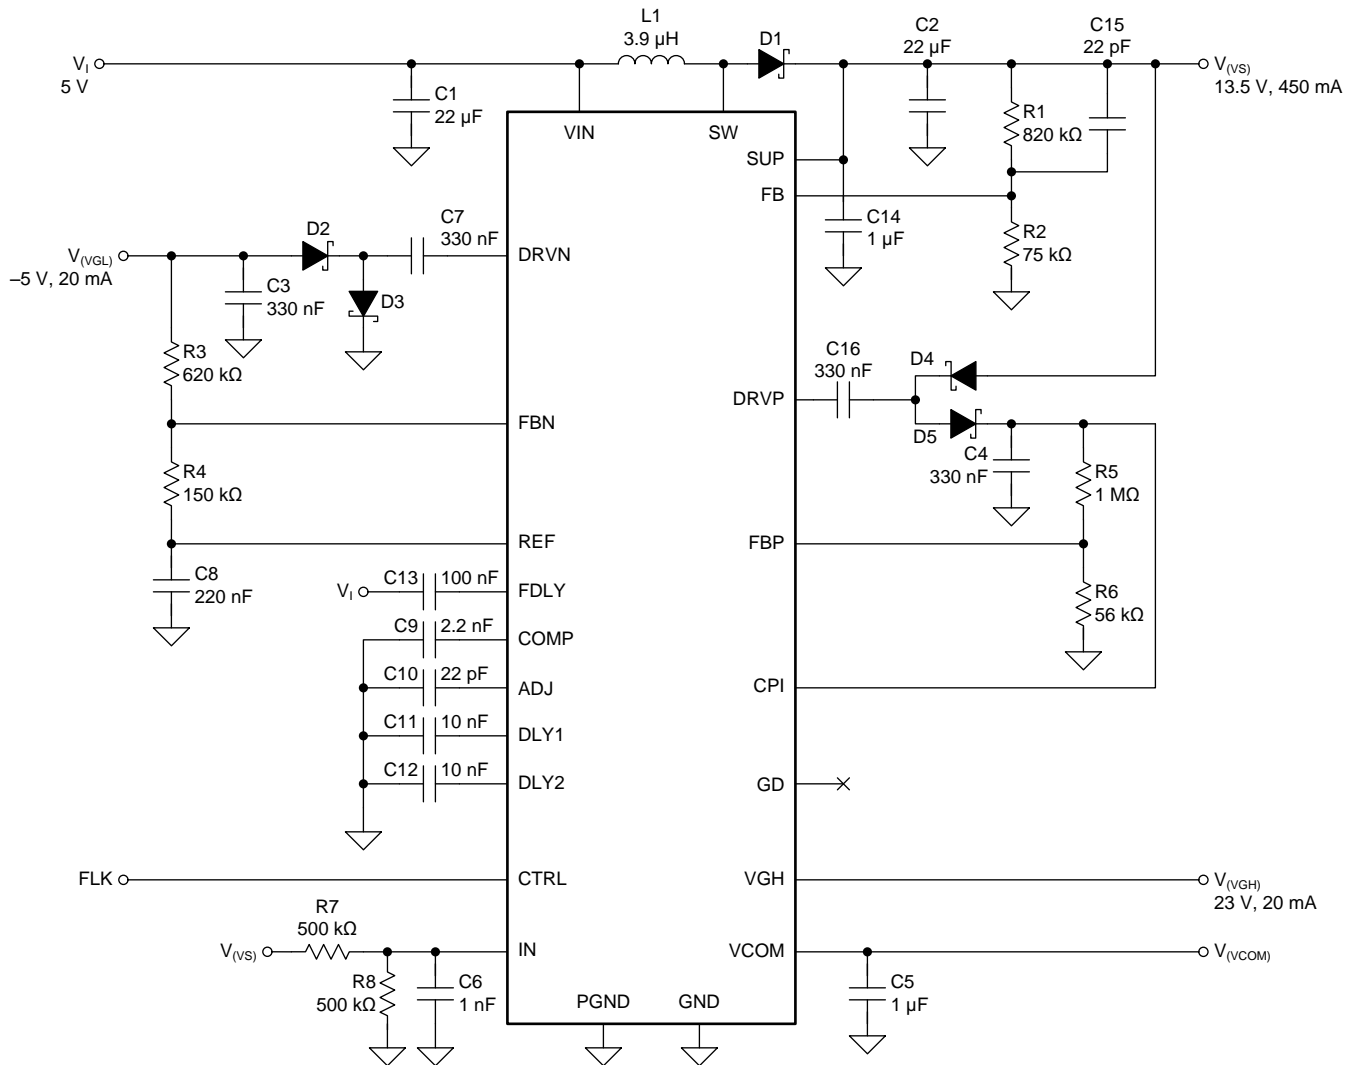 L1
3.9 µH
D1
C2
22 µF
C15
22 pF
V(VS)
13.5 V, 450 mA
VI
5 V
C1
22 µF
VIN
SW
R1
820 kΩ
SUP
FB
C14
1 µF
R2
75 kΩ
V(VGL)
–5 V, 20 mA
D2
C7
330 nF
DRVN
C3
330 nF
D3
R3
620 kΩ
C16
330 nF
D4
DRVP
D5
C4
330 nF
R5
1 MΩ
FBN
R4
150 kΩ
REF
FBP
C8
220 nF
R6
56 kΩ
VI
C13
100 nF
FDLY
C9
2.2 nF
COMP
C10
22 pF
ADJ
CPI
C11
10 nF
DLY1
C12
10 nF
DLY2
GD
FLK
CTRL
VGH
V(VGH)
23 V, 20 mA
R7
500 kΩ
V(VS)
IN
VCOM
V(VCOM)
R8
500 kΩ
C6
1 nF
C5
1 µF
PGND
GND